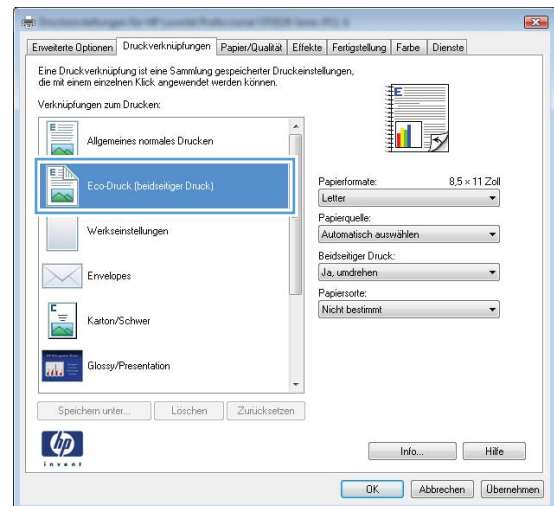 Erweiterte Optionen Druckverknüpfungen Papier/Qualität Effekte Fertigstellung Farbe Dienste
Eine Druckverknüpfung ist eine Sammlung gespeicherter Druckeinstellungen,
die mit einem einzelnen Klick angewendet werden können.
Verknüpfungen zum Drucken:
E
Allgemeines normales Drucken
E
Eco-Druck (beidseitiger Druck)
Werkseinstellungen
Envelopes
C
Karton/Schwer
Glossy/Presentation
Speichern unter... Löschen Zurücksetzen
E
Papierformate: 8,5 × 11 Zoll
Letter
Papierquelle:
Automatisch auswählen
Beidseitiger Druck:
Ja, umdrehen
Papiersorte:
Nicht bestimmt
hp
invent
Info... Hilfe
OK Abbrechen Übernehmen